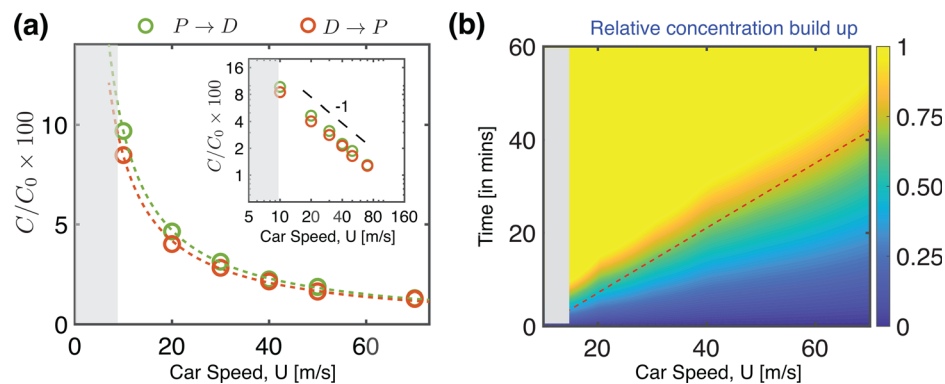 (a)
P → D
D → P
C/C₀ × 100
10
5
0
0
20
40
60
Car Speed, U [m/s]
C/C₀ × 100
16
8
4
2
1
-1
5
10
20
40
80
160
Car Speed, U [m/s]
(b)
Relative concentration build up
Time [in mins]
60
40
20
0
20
40
60
Car Speed, U [m/s]
1
0.75
0.50
0.25
0